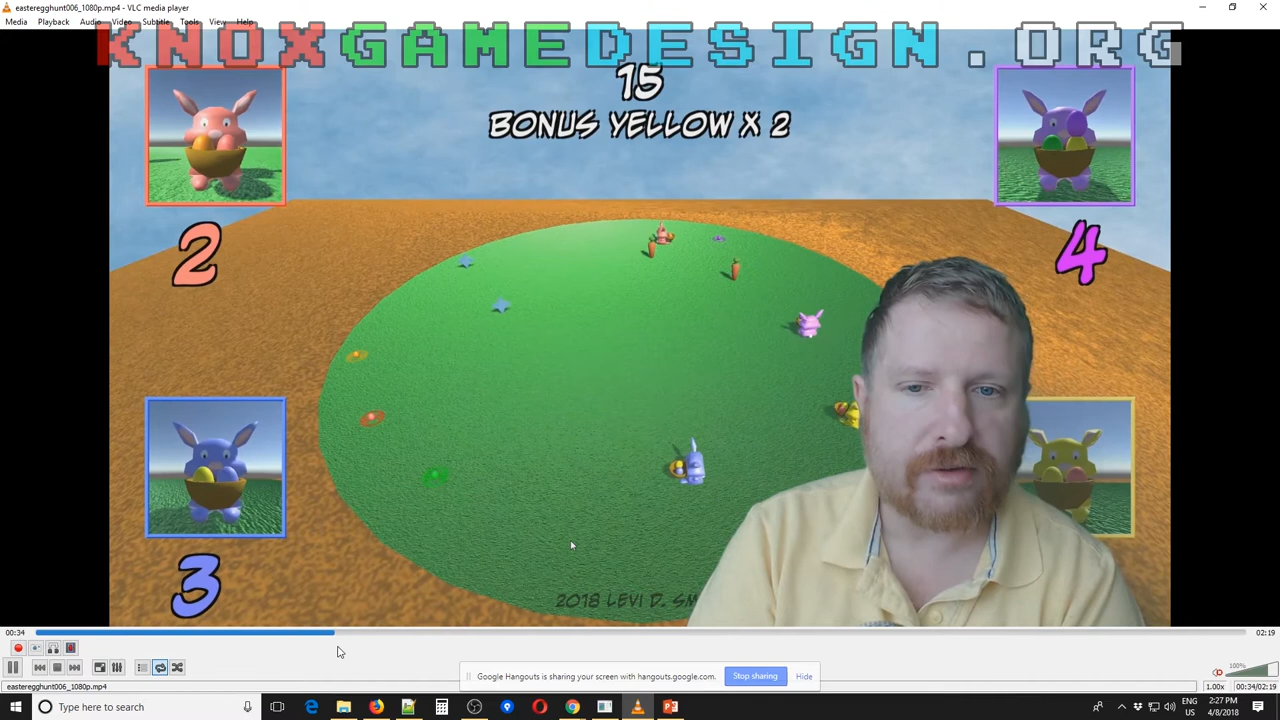 easteregghunt006_1080p.mp4 - VLC media player
Media Playback Audio Video Subtitle Tools View Help
KNOXGAMEDESIGN.ORG
15
BONUS YELLOW X 2
2
4
3
2018 LEVI D. SM
00:34
02:19
100%
Google Hangouts is sharing your screen with hangouts.google.com.
Stop sharing
Hide
easteregghunt006_1080p.mp4
1.00x
00:34/02:19
Type here to search
ENG
US
2:27 PM
4/8/2018